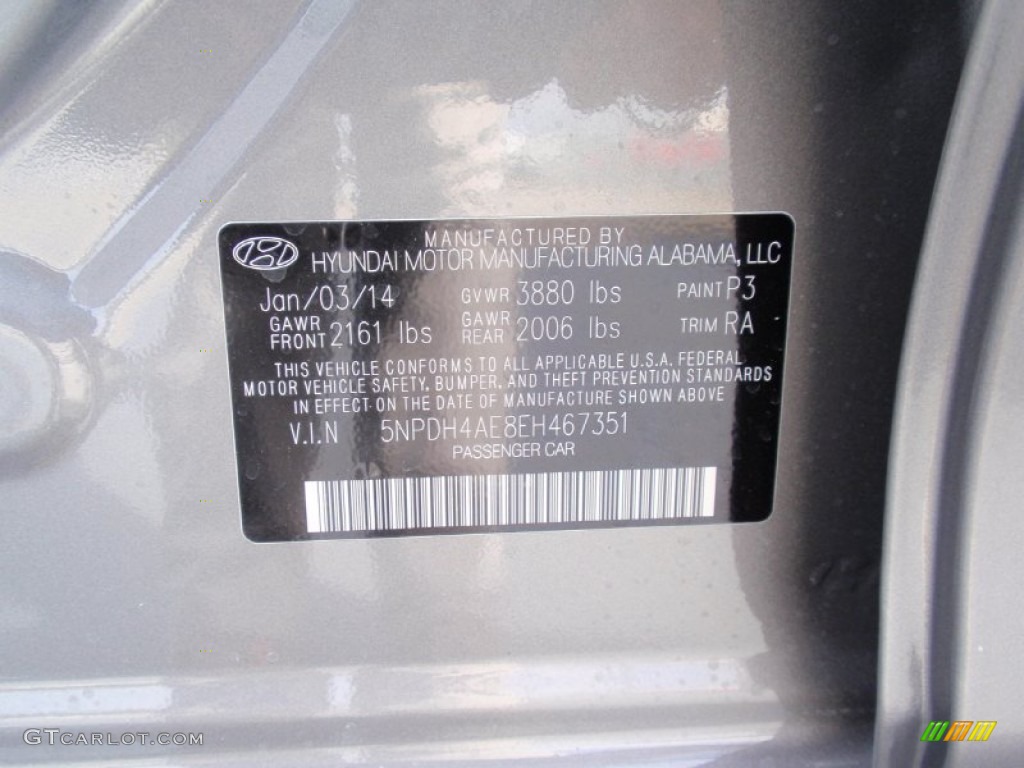 MANUFACTURED BY
HYUNDAI MOTOR MANUFACTURING ALABAMA, LLC
Jan/03/14 GVWR 3880 lbs PAINT P3
GAWR FRONT 2161 lbs GAWR REAR 2006 lbs TRIM RA
THIS VEHICLE CONFORMS TO ALL APPLICABLE U.S.A. FEDERAL
MOTOR VEHICLE SAFETY, BUMPER, AND THEFT PREVENTION STANDARDS
IN EFFECT ON THE DATE OF MANUFACTURE SHOWN ABOVE
V.I.N 5NPDH4AE8EH467351
PASSENGER CAR
GTCARLOT.COM